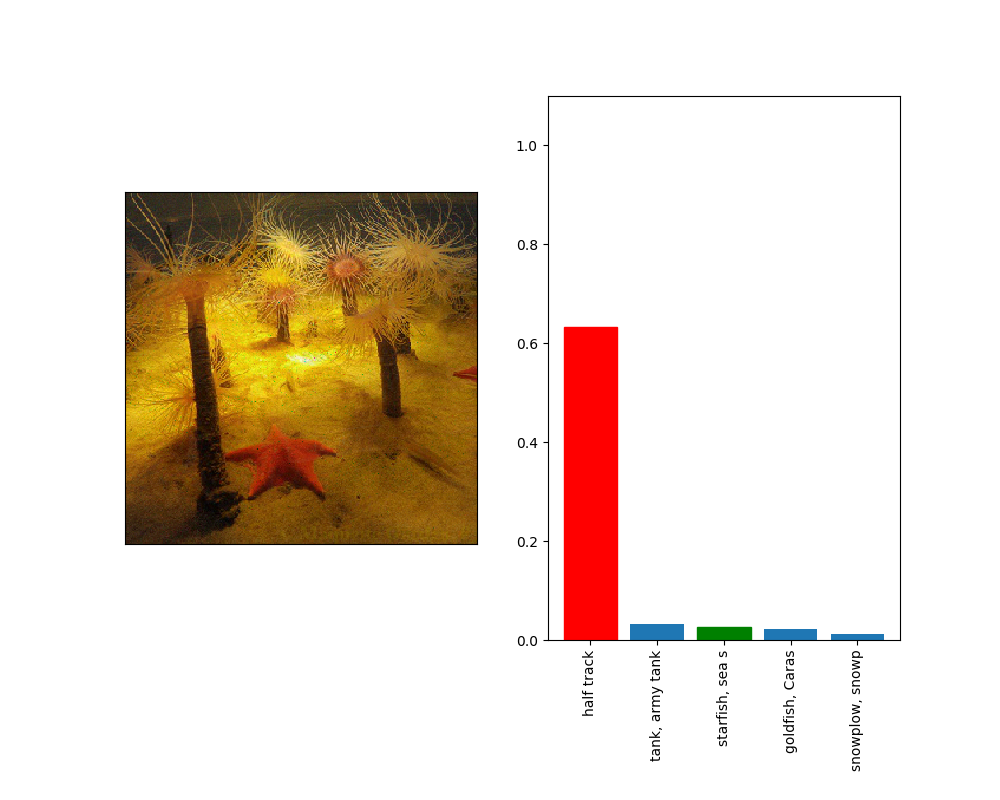 1.0
0.8
0.6
0.4
0.2
0.0
half track
tank, army tank
starfish, sea s
goldfish, Caras
snowplow, snowp